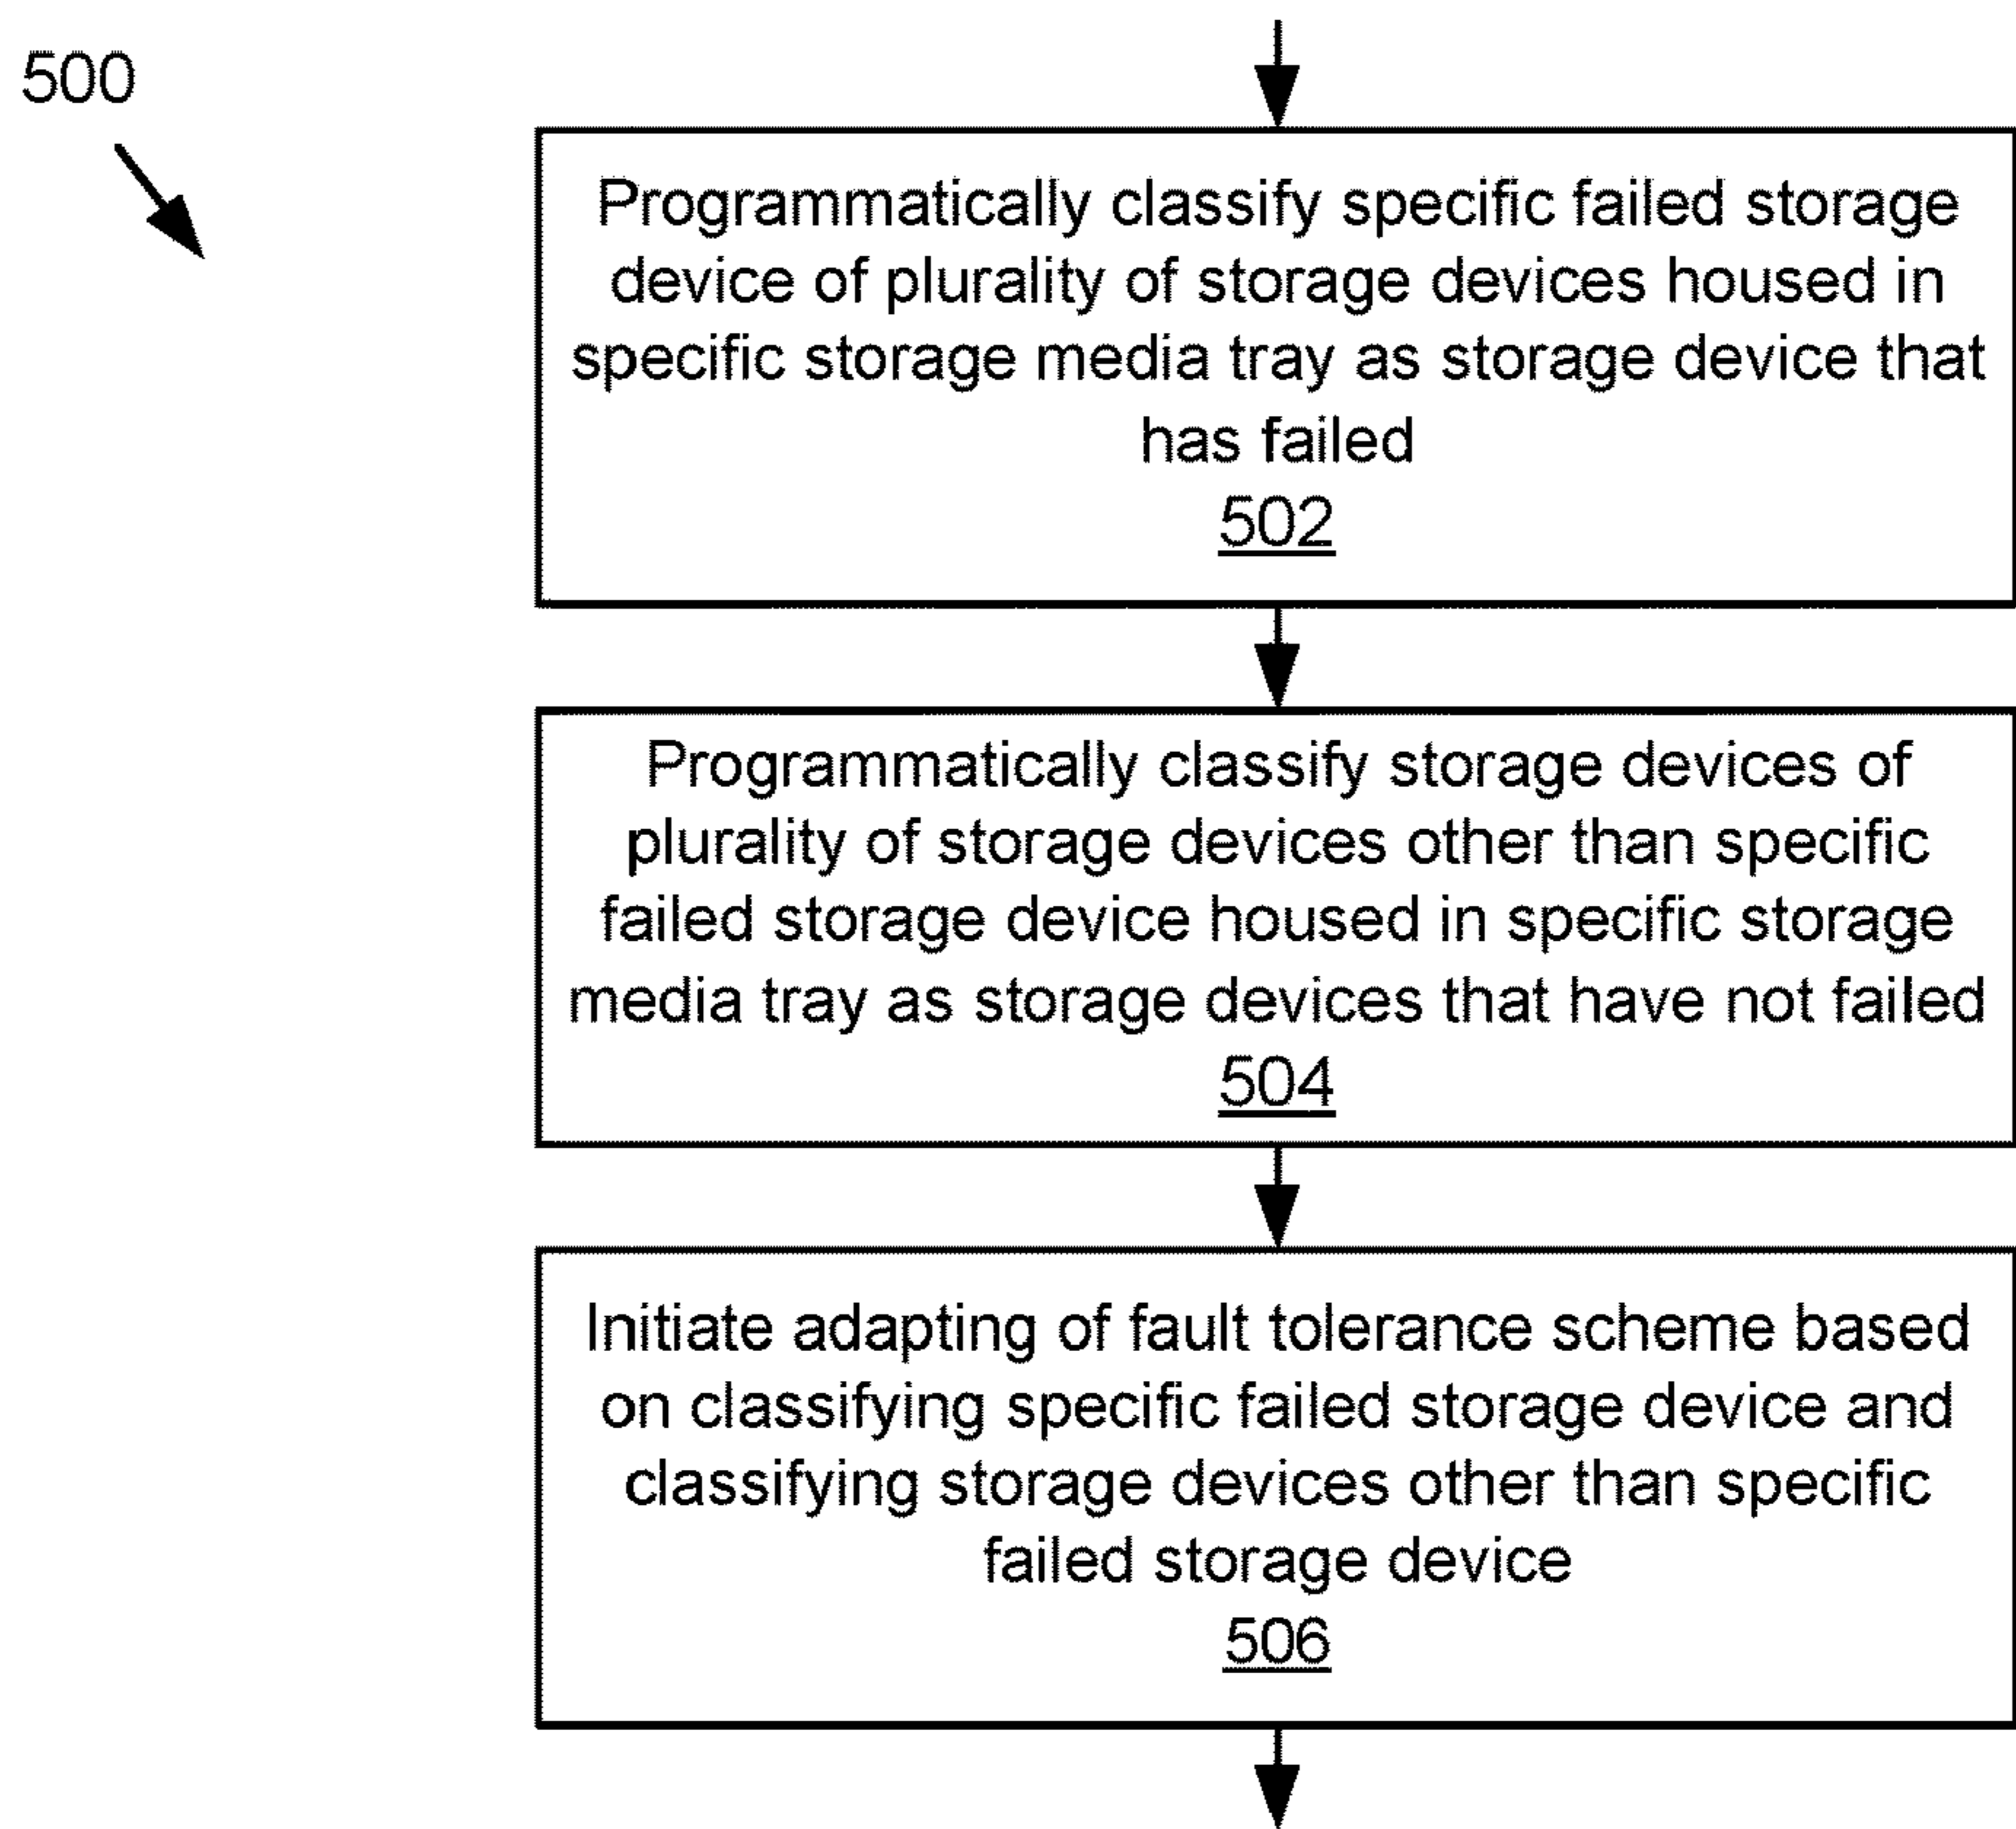 500
Programmatically classify specific failed storage
device of plurality of storage devices housed in
specific storage media tray as storage device that
has failed
502
Programmatically classify storage devices of
plurality of storage devices other than specific
failed storage device housed in specific storage
media tray as storage devices that have not failed
504
Initiate adapting of fault tolerance scheme based
on classifying specific failed storage device and
classifying storage devices other than specific
failed storage device
506